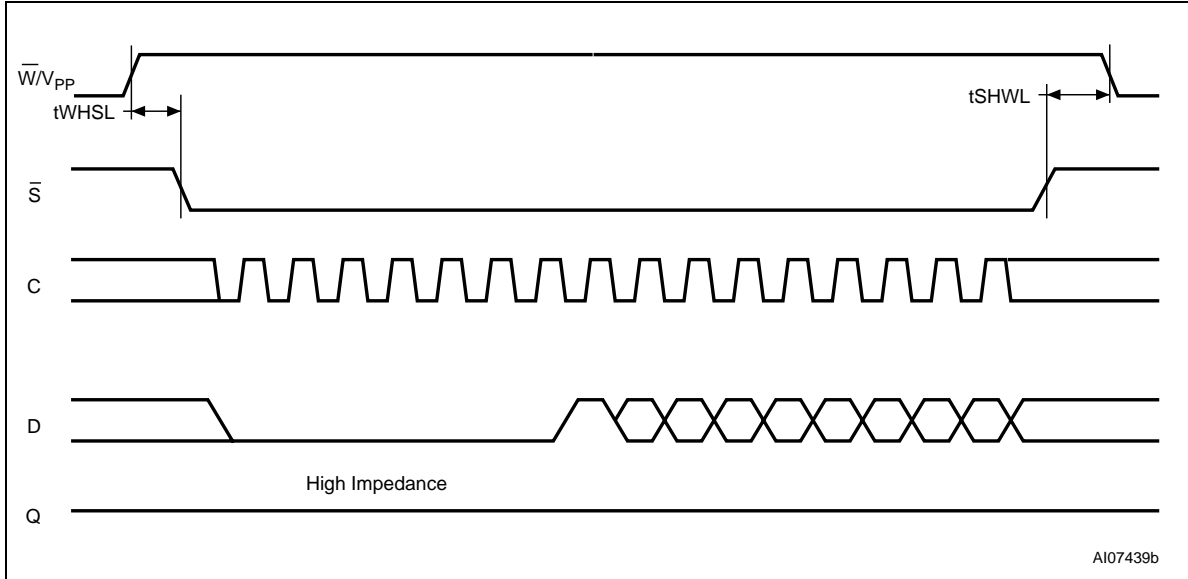 W̅/VPP
tWHSL
tSHWL
S̅
C
D
High Impedance
Q
AI07439b